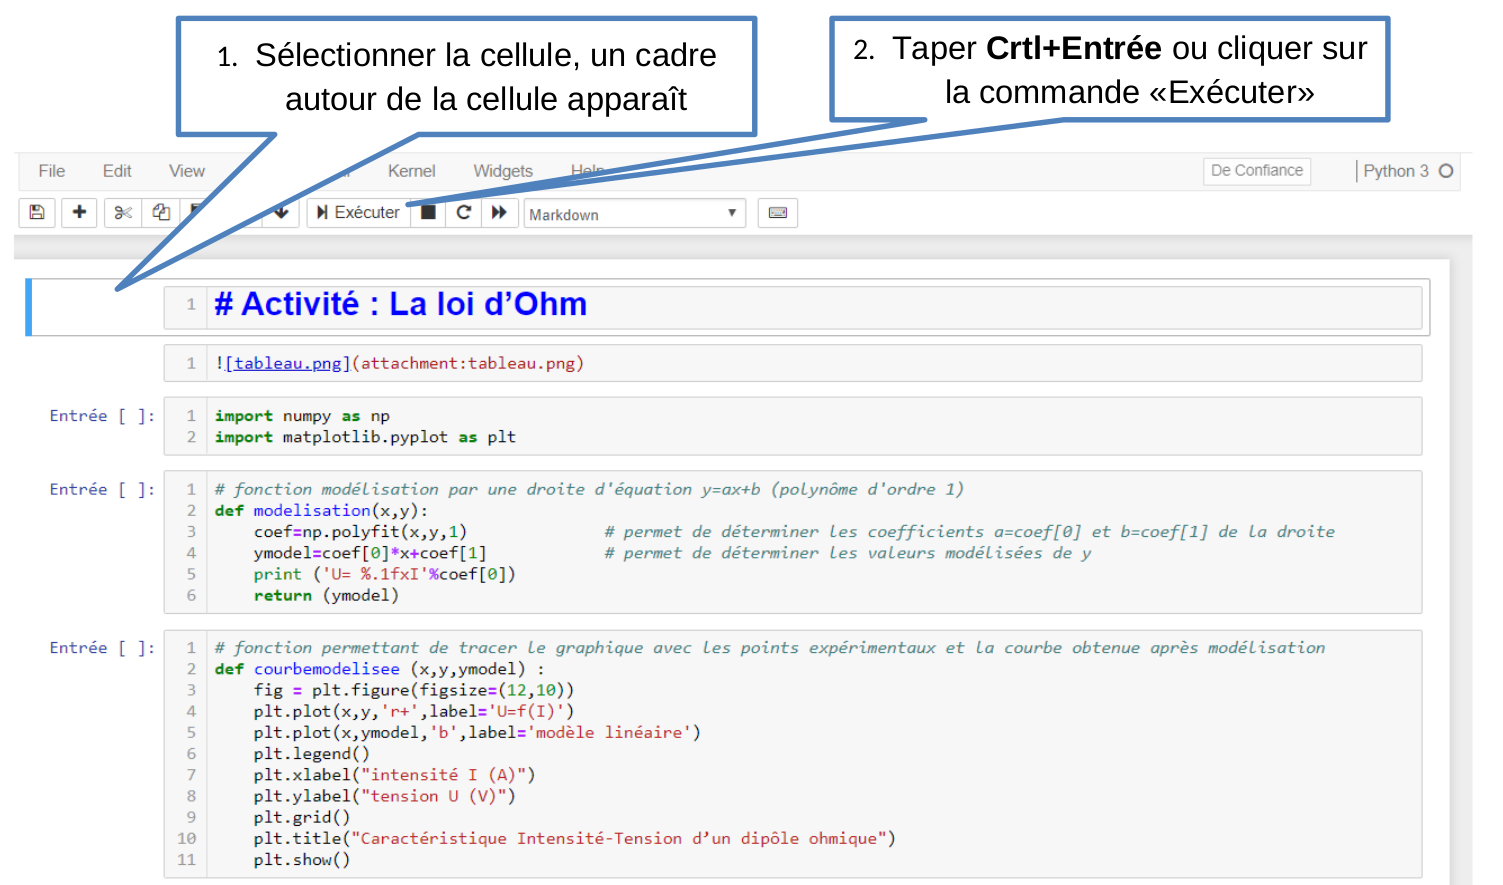 1. Sélectionner la cellule, un cadre
autour de la cellule apparaît
2. Taper Crtl+Entrée ou cliquer sur
la commande «Exécuter»
File Edit View Kernel Widgets Help De Confiance Python 3
Exécuter Markdown
1 # Activité : La loi d’Ohm
1 ![tableau.png](attachment:tableau.png)
Entrée [ ]: 1 import numpy as np
2 import matplotlib.pyplot as plt
Entrée [ ]: 1 # fonction modélisation par une droite d'équation y=ax+b (polynôme d'ordre 1)
2 def modelisation(x,y):
3 coef=np.polyfit(x,y,1) # permet de déterminer les coefficients a=coef[0] et b=coef[1] de la droite
4 ymodel=coef[0]*x+coef[1] # permet de déterminer les valeurs modélisées de y
5 print ('U= %.1fxI'%coef[0])
6 return (ymodel)
Entrée [ ]: 1 # fonction permettant de tracer le graphique avec les points expérimentaux et la courbe obtenue après modélisation
2 def courbemodelisee (x,y,ymodel) :
3 fig = plt.figure(figsize=(12,10))
4 plt.plot(x,y,'r+',label='U=f(I)')
5 plt.plot(x,ymodel,'b',label='modèle linéaire')
6 plt.legend()
7 plt.xlabel("intensité I (A)")
8 plt.ylabel("tension U (V)")
9 plt.grid()
10 plt.title("Caractéristique Intensité-Tension d’un dipôle ohmique")
11 plt.show()